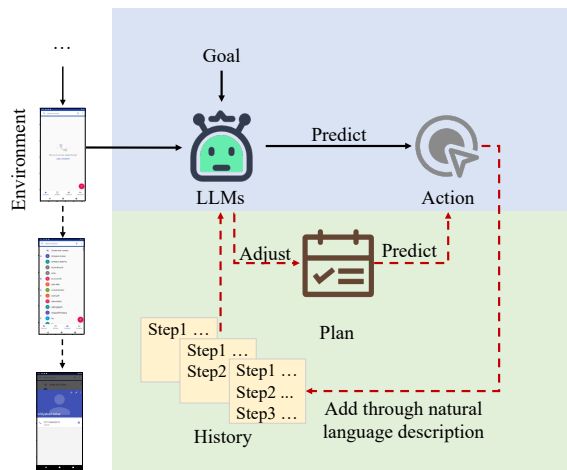 …
Goal
Environment
Predict
LLMs
Action
Adjust
Predict
Plan
Step1 …
Step1 …
Step2
Step1 …
Step2 ...
Step3 …
History
Add through natural
language description